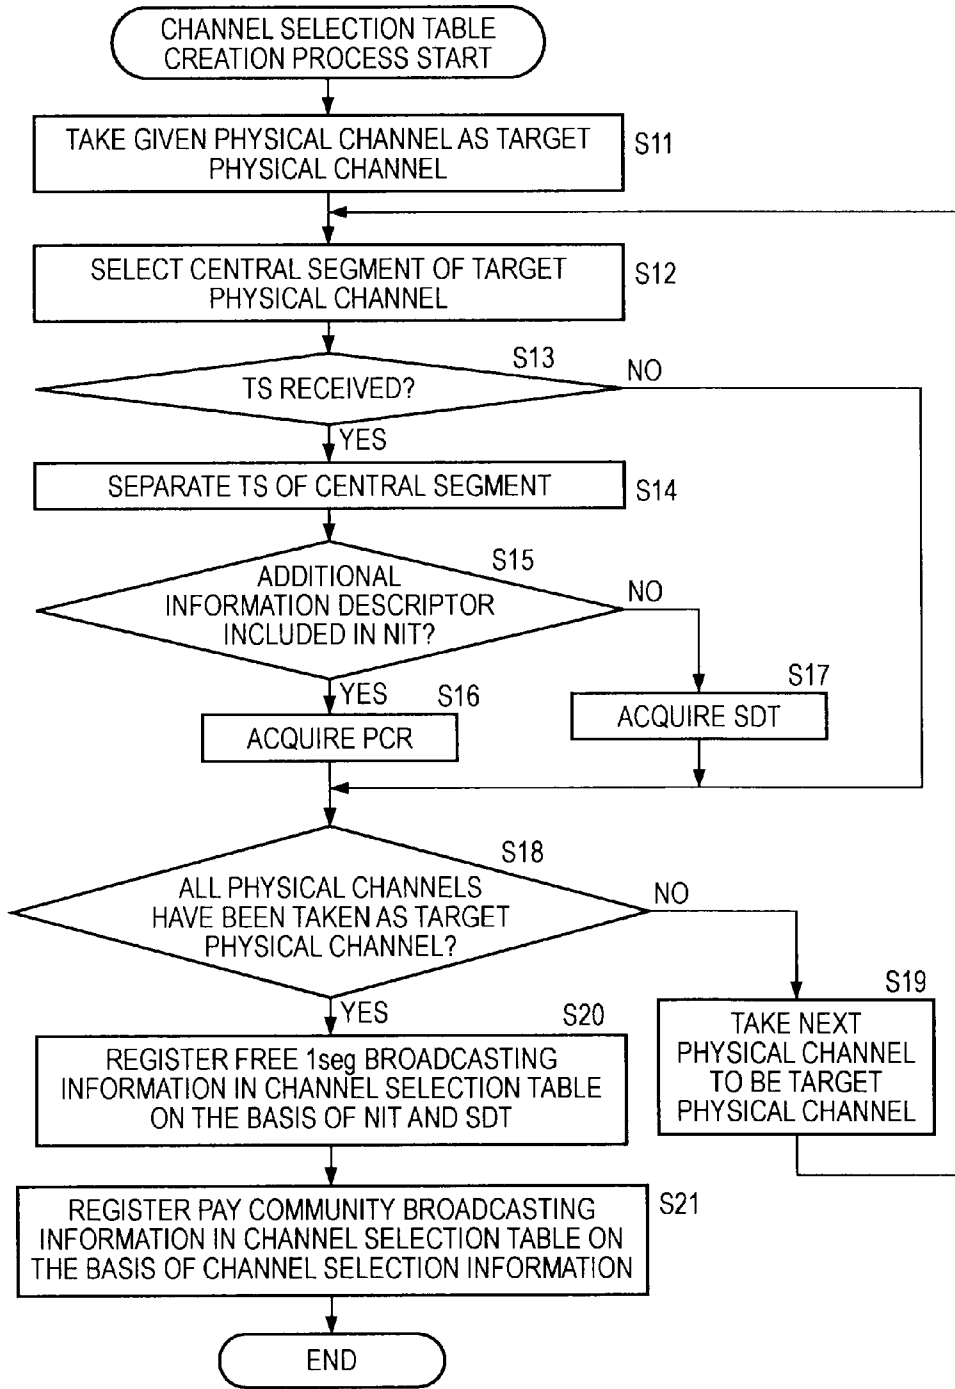 CHANNEL SELECTION TABLE
CREATION PROCESS START
TAKE GIVEN PHYSICAL CHANNEL AS TARGET
PHYSICAL CHANNEL
S11
SELECT CENTRAL SEGMENT OF TARGET
PHYSICAL CHANNEL
S12
S13
TS RECEIVED?
NO
YES
SEPARATE TS OF CENTRAL SEGMENT
S14
S15
ADDITIONAL
INFORMATION DESCRIPTOR
INCLUDED IN NIT?
NO
YES
S16
ACQUIRE PCR
S17
ACQUIRE SDT
S18
ALL PHYSICAL CHANNELS
HAVE BEEN TAKEN AS TARGET
PHYSICAL CHANNEL?
NO
YES
S19
TAKE NEXT
PHYSICAL CHANNEL
TO BE TARGET
PHYSICAL CHANNEL
S20
REGISTER FREE 1seg BROADCASTING
INFORMATION IN CHANNEL SELECTION TABLE
ON THE BASIS OF NIT AND SDT
S21
REGISTER PAY COMMUNITY BROADCASTING
INFORMATION IN CHANNEL SELECTION TABLE ON
THE BASIS OF CHANNEL SELECTION INFORMATION
END